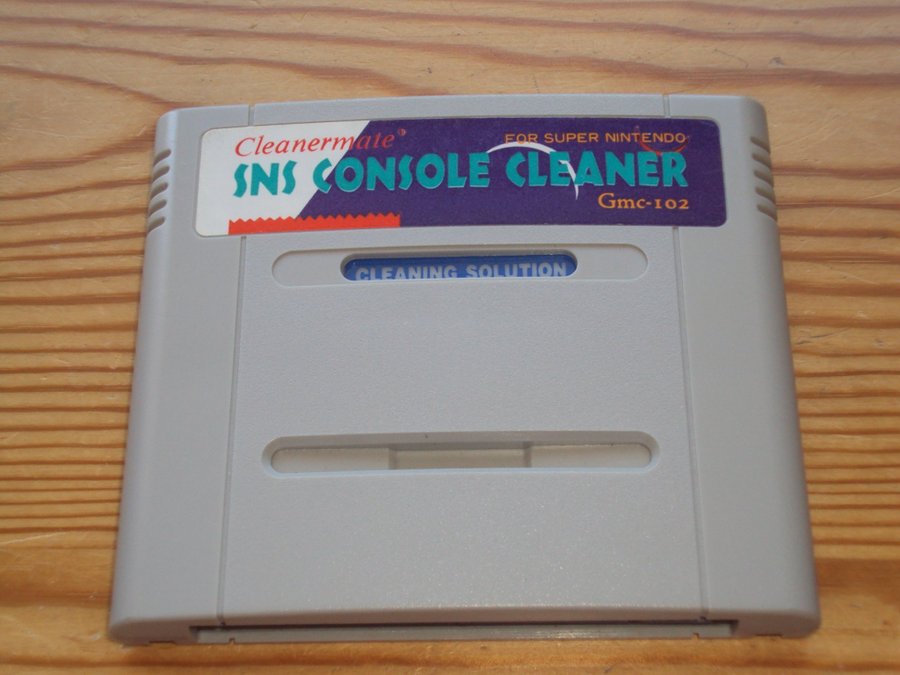 Cleanermate
FOR SUPER NINTENDO
SNS CONSOLE CLEANER
Gmc-102
CLEANING SOLUTION